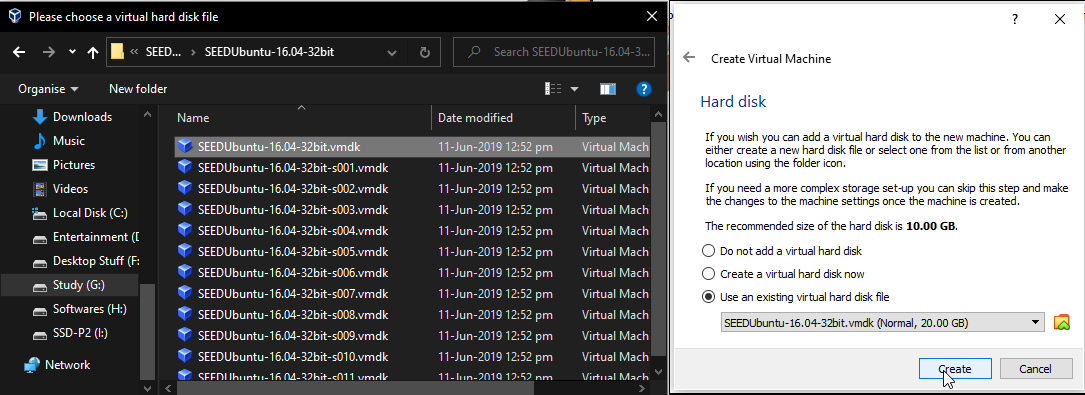 Please choose a virtual hard disk file
SEED...
SEEDUbuntu-16.04-32bit
Search SEEDUbuntu-16.04-3...
Organise
New folder
Downloads
Music
Pictures
Videos
Local Disk (C:)
Entertainment (D
Desktop Stuff (F:
Study (G:)
Softwares (H:)
SSD-P2 (I:)
Network
Name Date modified Type
SEEDUbuntu-16.04-32bit.vmdk 11-Jun-2019 12:52 pm Virtual Mach
SEEDUbuntu-16.04-32bit-s001.vmdk 11-Jun-2019 12:52 pm Virtual Mach
SEEDUbuntu-16.04-32bit-s002.vmdk 11-Jun-2019 12:52 pm Virtual Mach
SEEDUbuntu-16.04-32bit-s003.vmdk 11-Jun-2019 12:52 pm Virtual Mach
SEEDUbuntu-16.04-32bit-s004.vmdk 11-Jun-2019 12:52 pm Virtual Mach
SEEDUbuntu-16.04-32bit-s005.vmdk 11-Jun-2019 12:52 pm Virtual Mach
SEEDUbuntu-16.04-32bit-s006.vmdk 11-Jun-2019 12:52 pm Virtual Mach
SEEDUbuntu-16.04-32bit-s007.vmdk 11-Jun-2019 12:52 pm Virtual Mach
SEEDUbuntu-16.04-32bit-s008.vmdk 11-Jun-2019 12:52 pm Virtual Mach
SEEDUbuntu-16.04-32bit-s009.vmdk 11-Jun-2019 12:52 pm Virtual Mach
SEEDUbuntu-16.04-32bit-s010.vmdk 11-Jun-2019 12:52 pm Virtual Mach
SEEDUbuntu-16.04-32bit-s011.vmdk 11-Jun-2019 12:52 pm Virtual Mach
?
Create Virtual Machine
Hard disk
If you wish you can add a virtual hard disk to the new machine. You can
either create a new hard disk file or select one from the list or from another
location using the folder icon.
If you need a more complex storage set-up you can skip this step and make
the changes to the machine settings once the machine is created.
The recommended size of the hard disk is 10.00 GB.
Do not add a virtual hard disk
Create a virtual hard disk now
Use an existing virtual hard disk file
SEEDUbuntu-16.04-32bit.vmdk (Normal, 20.00 GB)
Create
Cancel